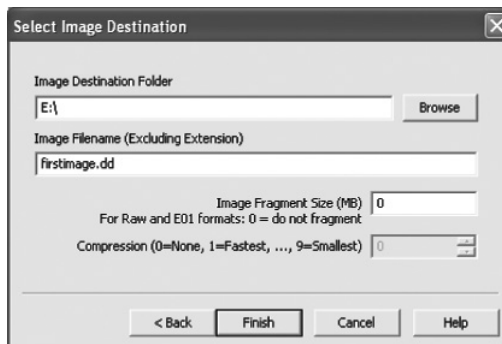 Select Image Destination
Image Destination Folder
E:\
Browse
Image Filename (Excluding Extension)
firstimage.dd
Image Fragment Size (MB)
0
For Raw and E01 formats: 0 = do not fragment
Compression (0=None, 1=Fastest, ..., 9=Smallest)
0
< Back
Finish
Cancel
Help